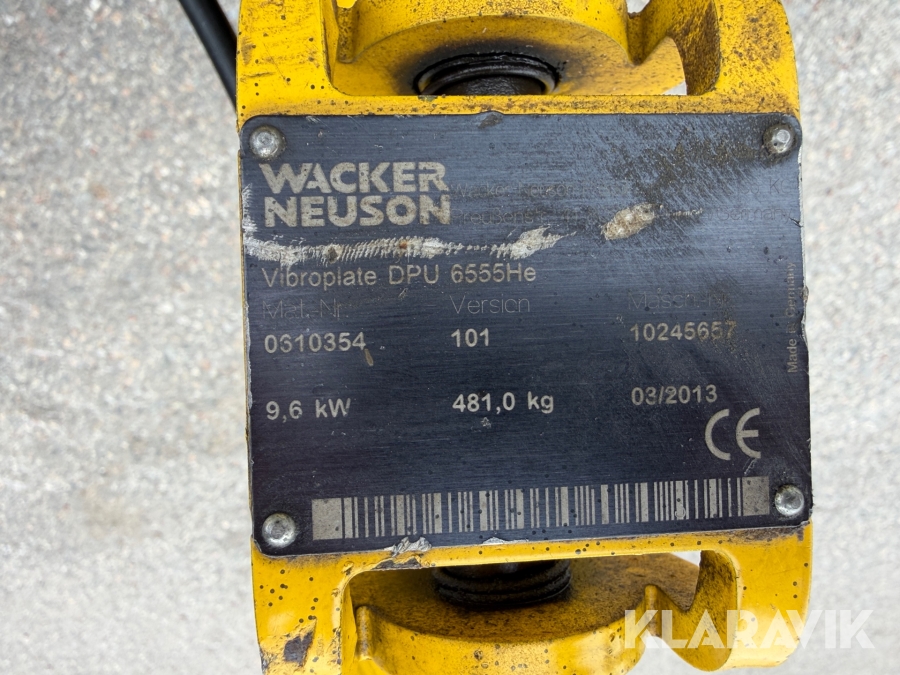 WACKER
NEUSON
Vibroplate DPU 6555He
Mat.-Nr. Version
0610354 101 10245657
9,6 kW 481,0 kg 03/2013
Made in Germany
CE
KLARAVIK